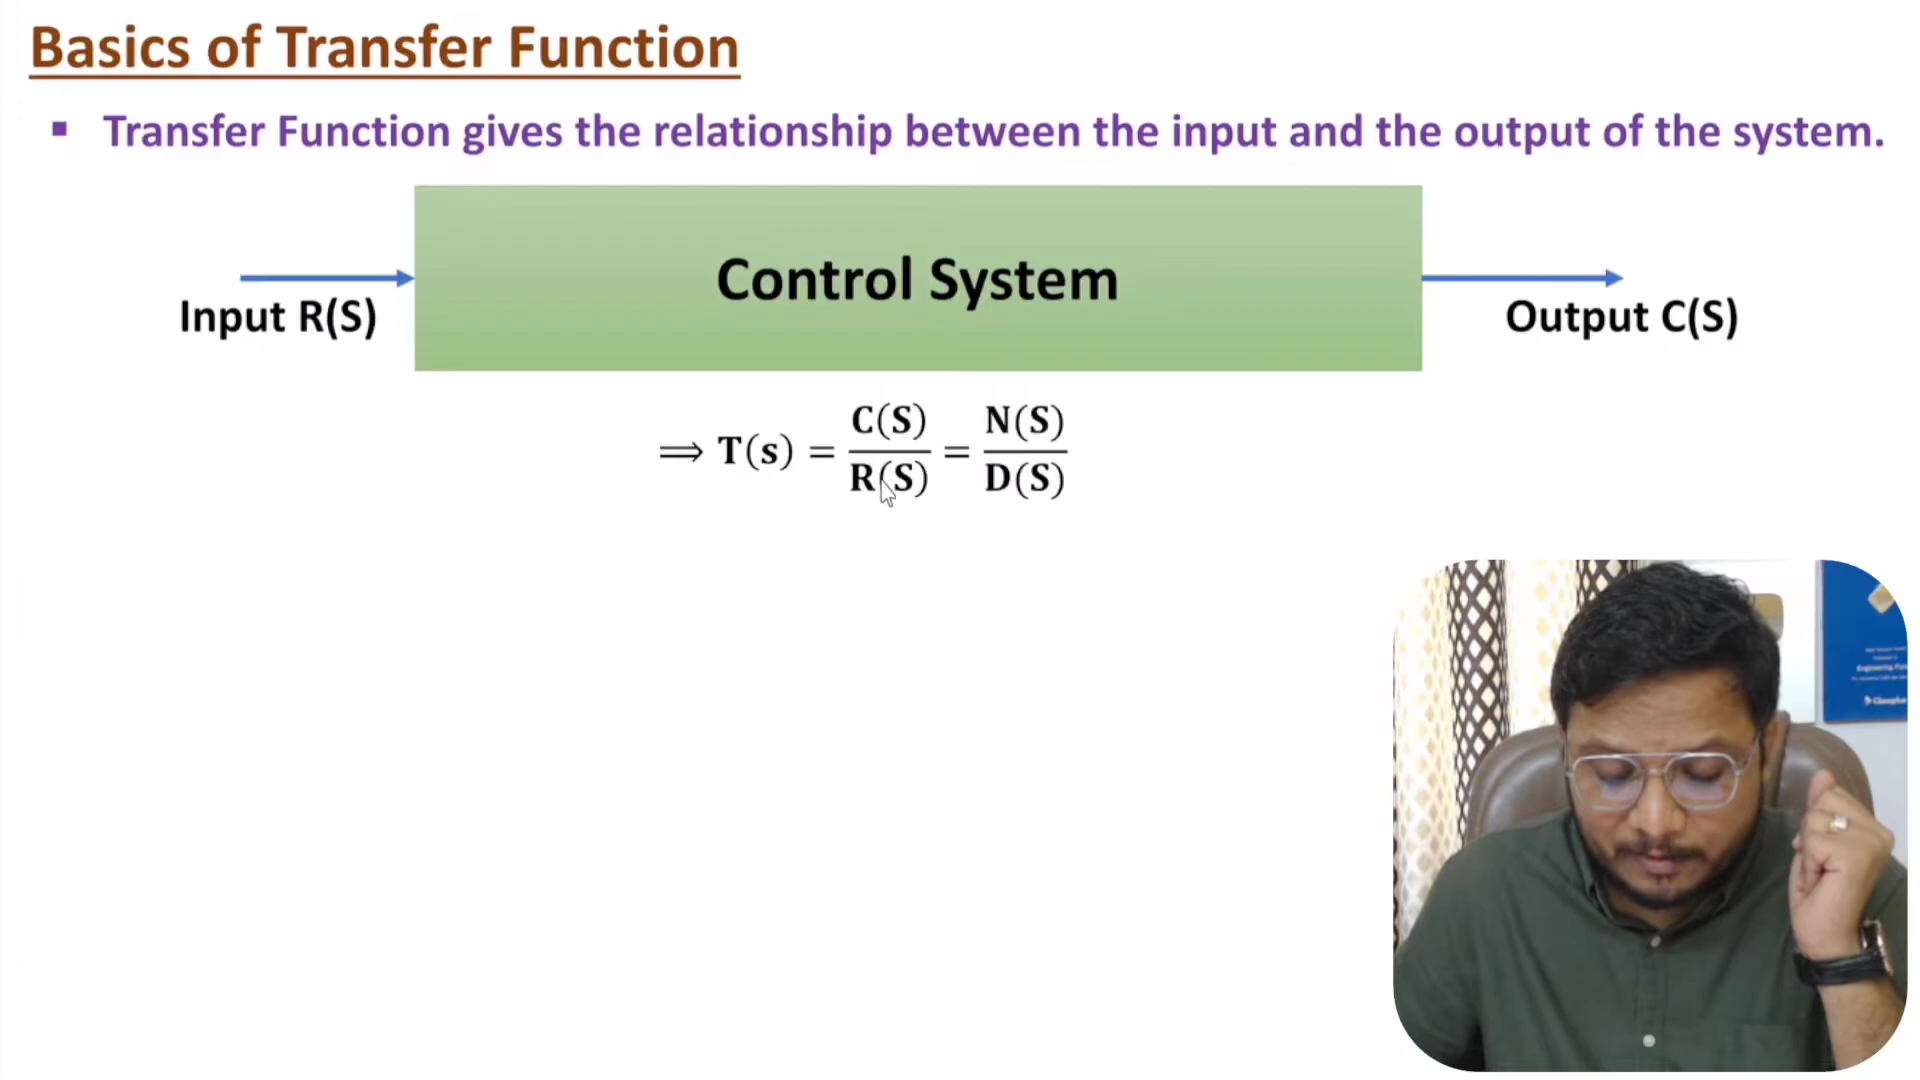 Basics of Transfer Function
▪ Transfer Function gives the relationship between the input and the output of the system.
Control System
Input R(S)
Output C(S)
⟹ T(s) = C(S)/R(S) = N(S)/D(S)
Engineering